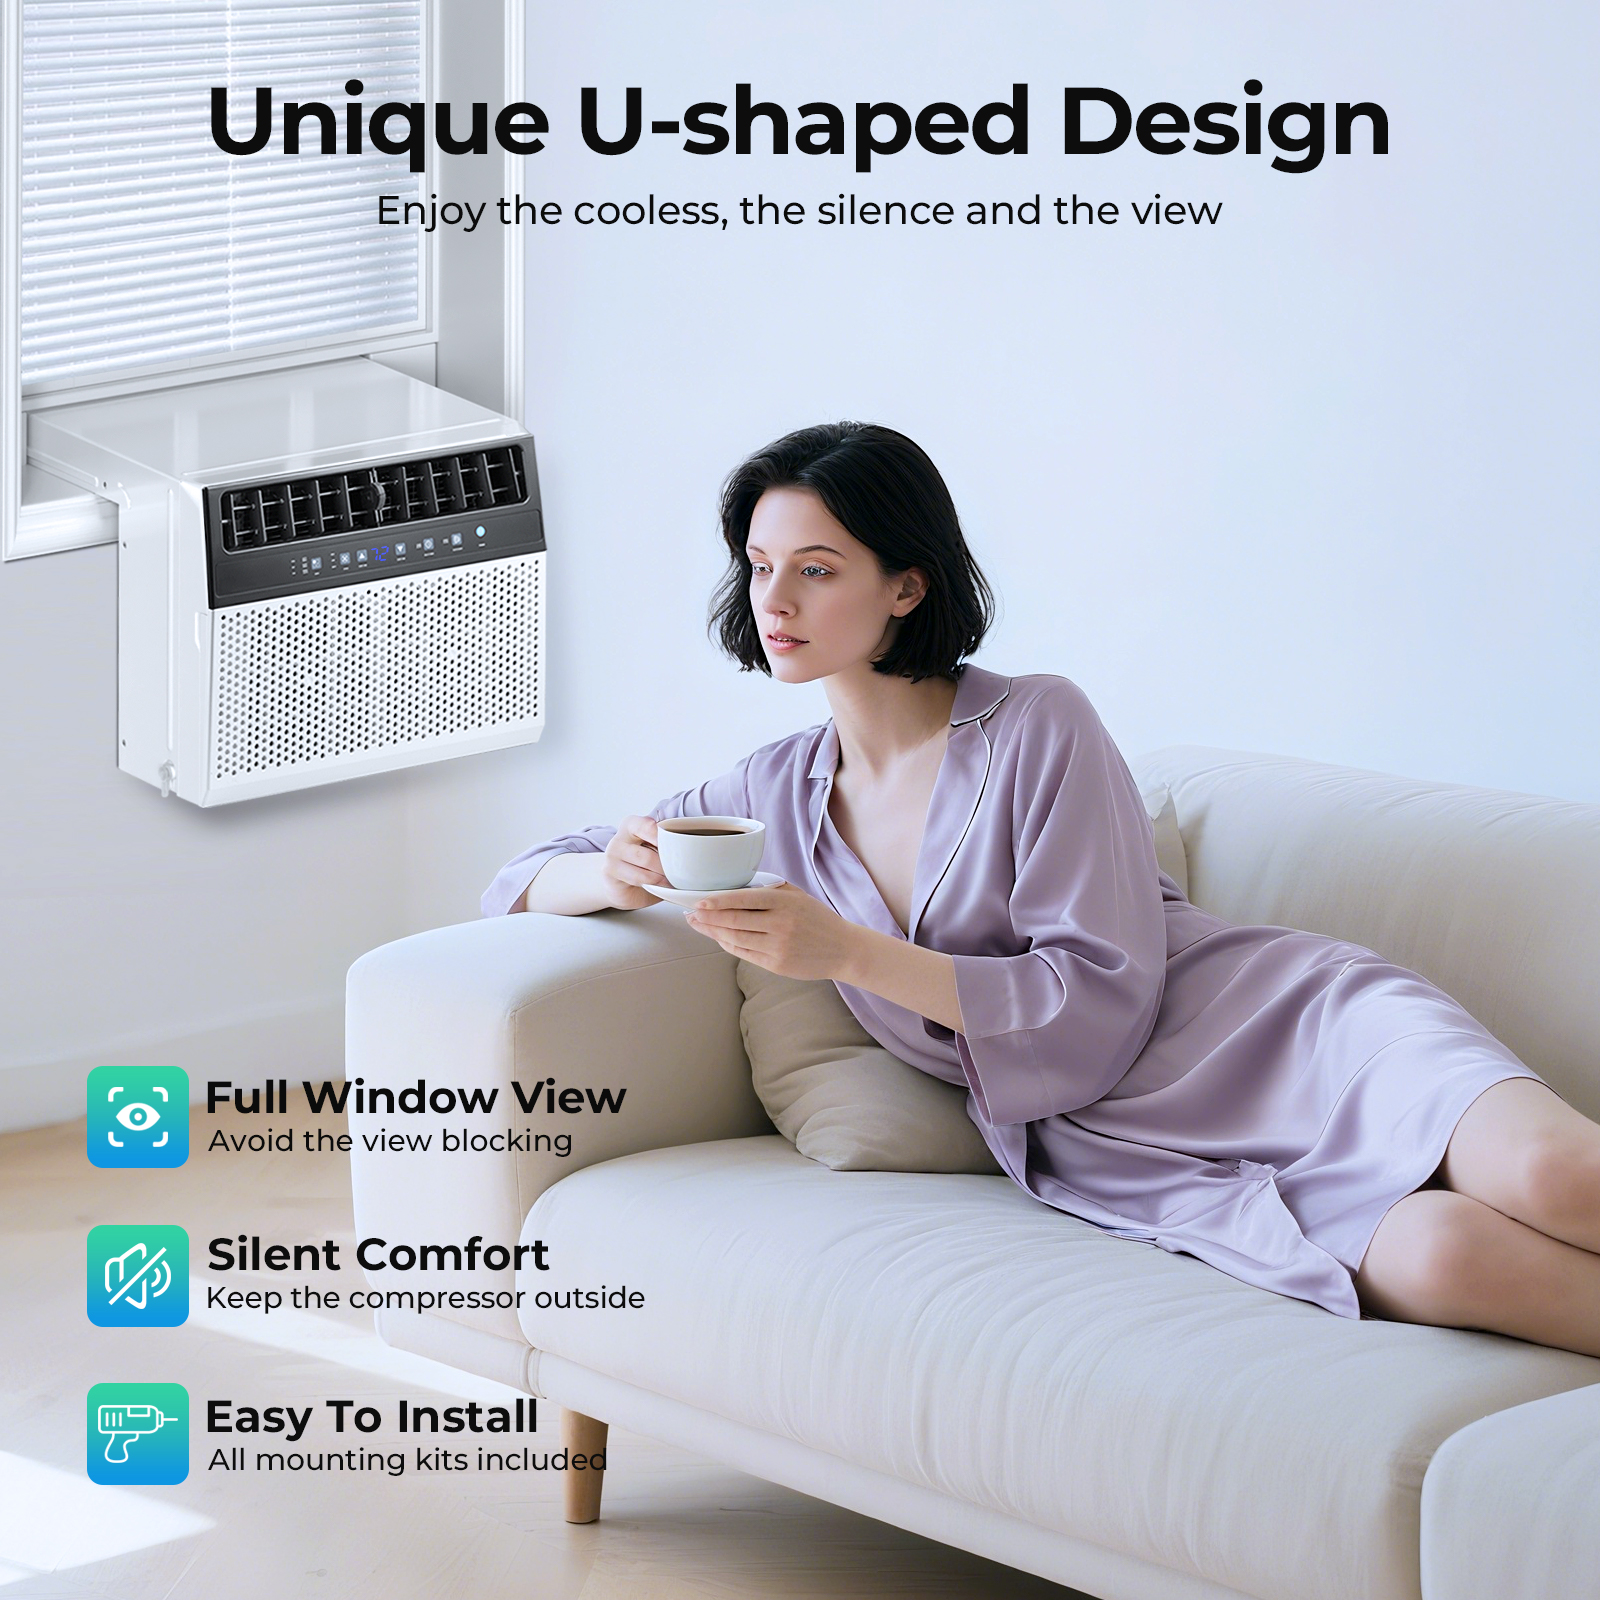 Unique U-shaped Design
Enjoy the cooless, the silence and the view
72
Full Window View
Avoid the view blocking
Silent Comfort
Keep the compressor outside
Easy To Install
All mounting kits included